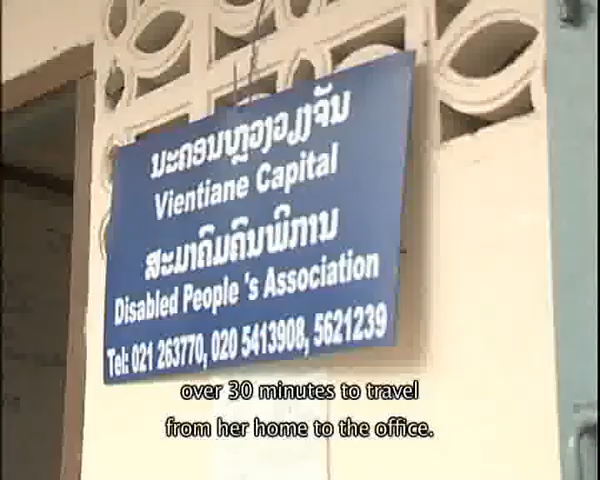 ນະຄອນຫຼວງວຽງຈັນ
Vientiane Capital
ສະມາຄົມຄົນພິການ
Disabled People 's Association
Tel: 021 263770, 020 5413908, 5621239
over 30 minutes to travel
from her home to the office.